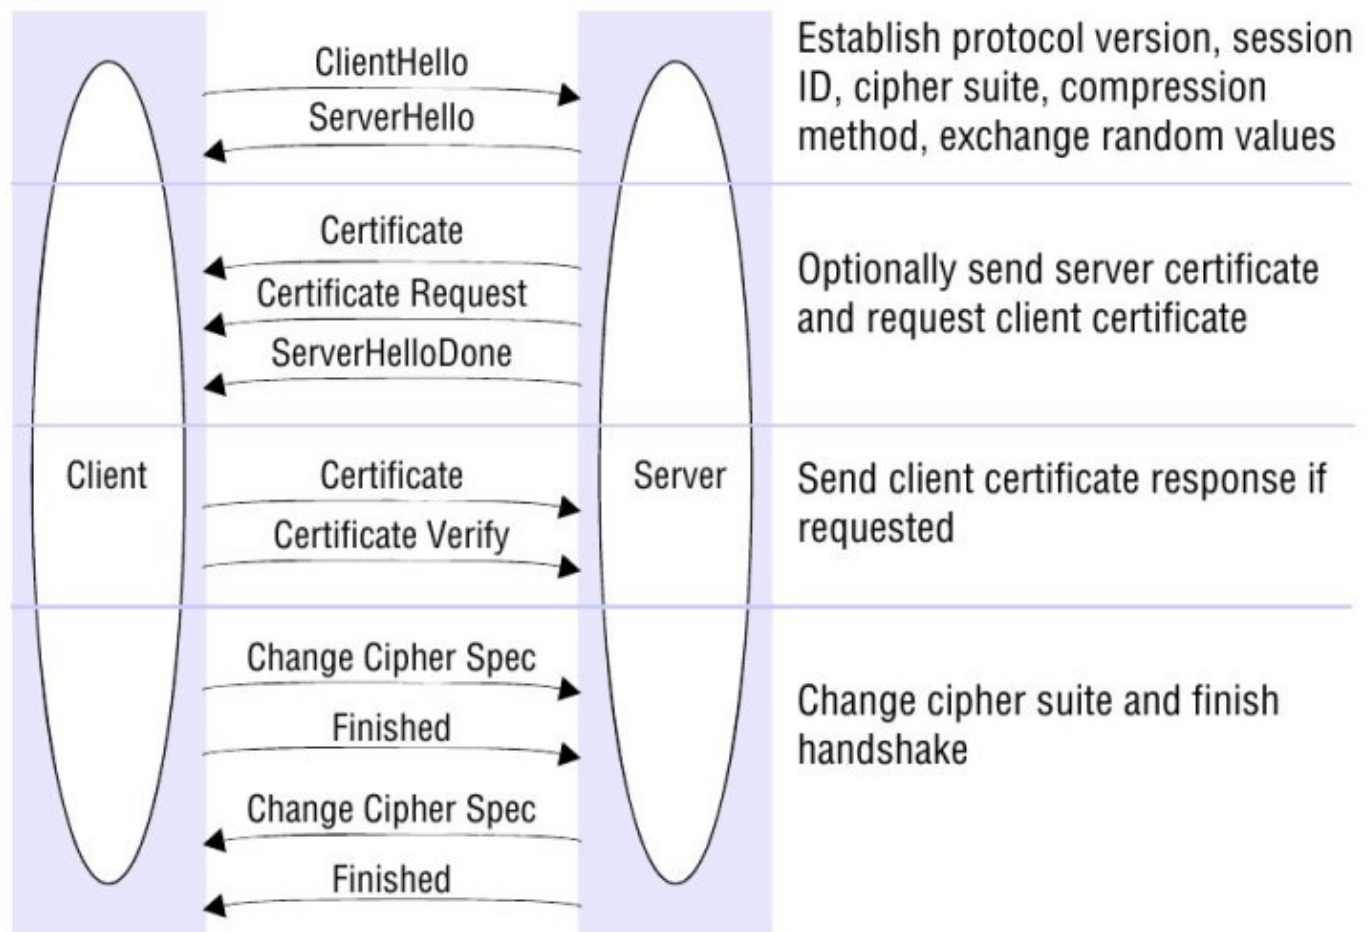 ClientHello
ServerHello
Establish protocol version, session
ID, cipher suite, compression
method, exchange random values
Certificate
Certificate Request
ServerHelloDone
Optionally send server certificate
and request client certificate
Client
Certificate
Certificate Verify
Server
Send client certificate response if
requested
Change Cipher Spec
Finished
Change Cipher Spec
Finished
Change cipher suite and finish
handshake